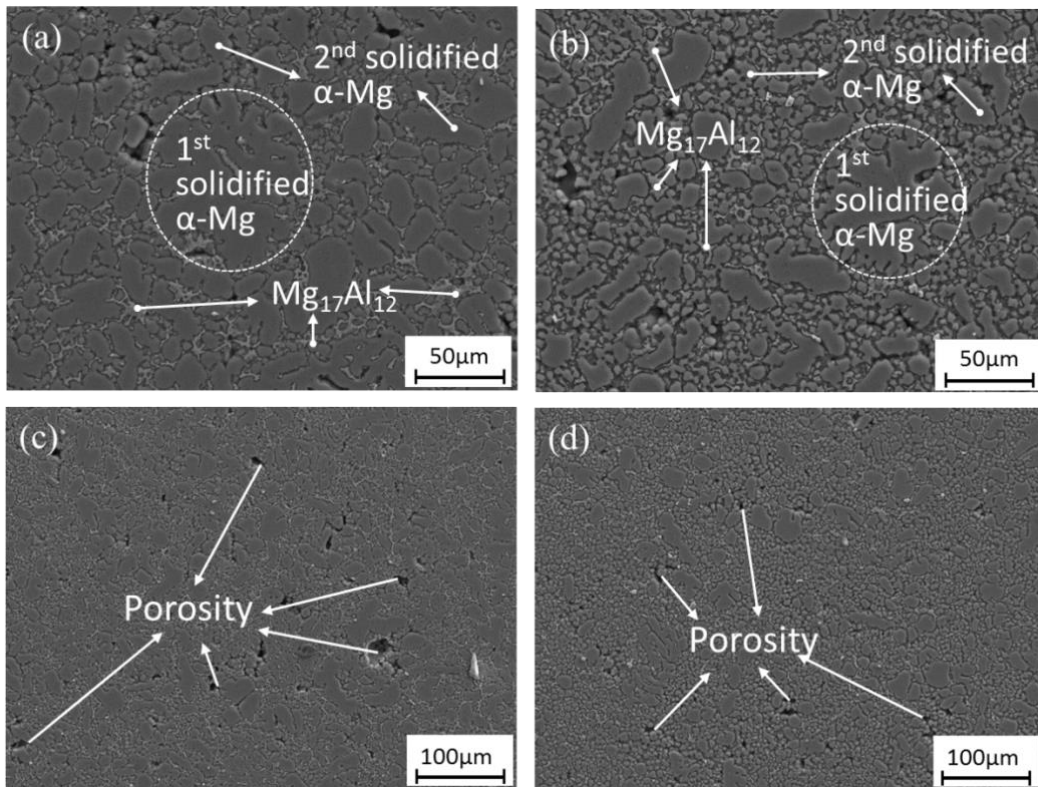 (a)
2nd solidified
α-Mg
1st
solidified
α-Mg
Mg17Al12
50μm
(b)
2nd solidified
α-Mg
Mg17Al12
1st
solidified
α-Mg
50μm
(c)
Porosity
100μm
(d)
Porosity
100μm